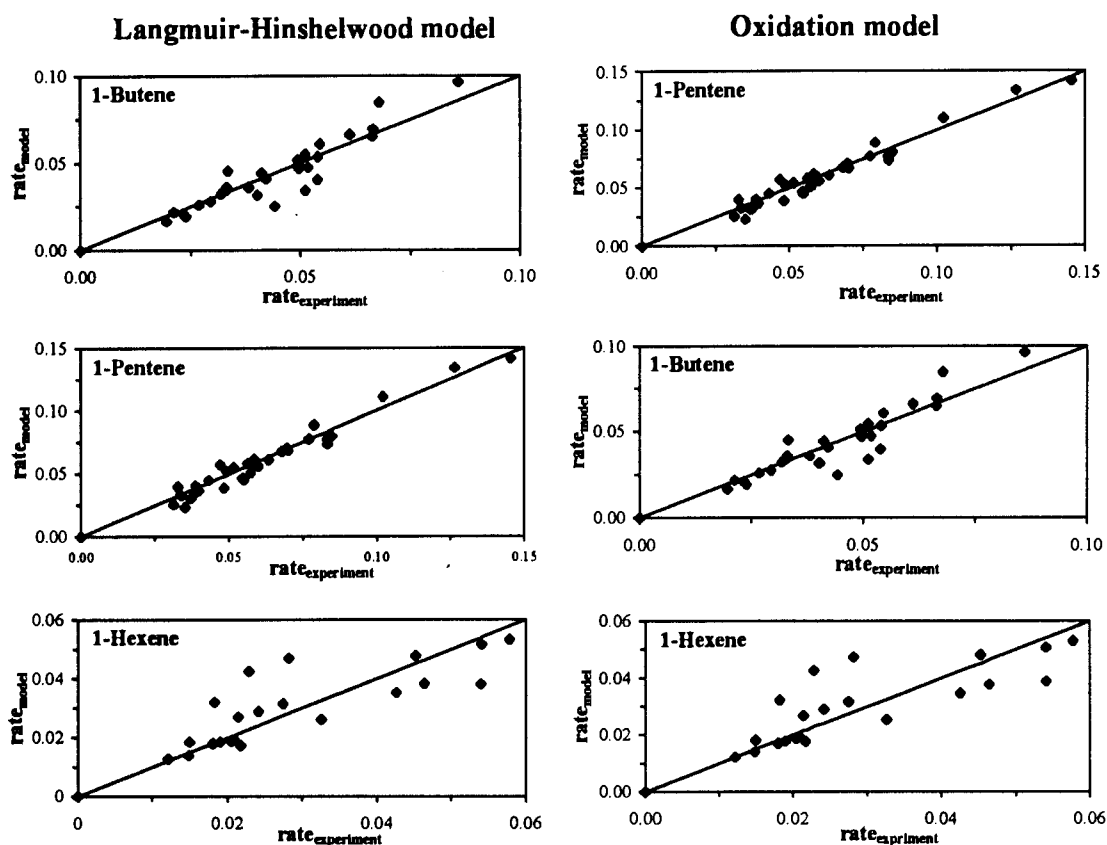 Langmuir-Hinshelwood model
Oxidation model
1-Butene
0.10
0.05
0.00
rate_model
0.00 0.05 0.10
rate_experiment
1-Pentene
0.15
0.10
0.05
0.00
rate_model
0.00 0.05 0.10 0.15
rate_experiment
1-Pentene
0.15
0.10
0.05
0.00
rate_model
0.00 0.05 0.10 0.15
rate_experiment
1-Butene
0.10
0.05
0.00
rate_model
0.00 0.05 0.10
rate_experiment
1-Hexene
0.06
0.04
0.02
0
rate_model
0 0.02 0.04 0.06
rate_experiment
1-Hexene
0.06
0.04
0.02
0.00
rate_model
0.00 0.02 0.04 0.06
rate_expriment